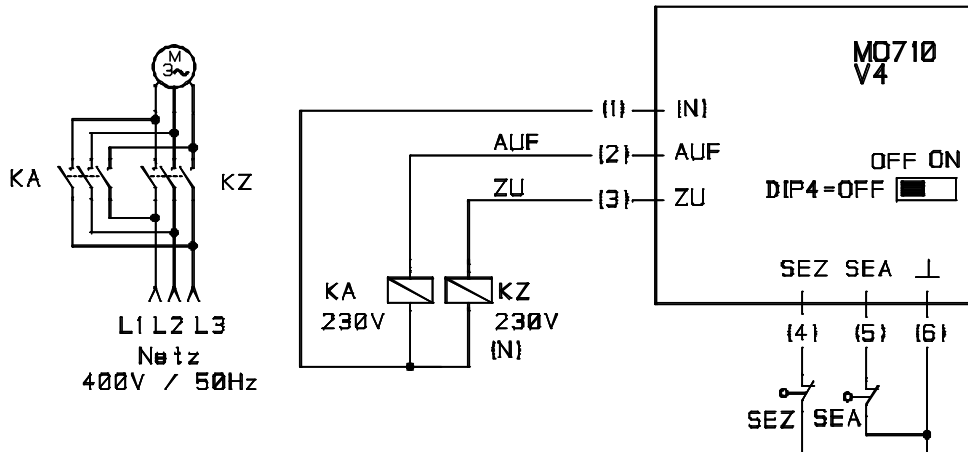 M
3~
KA
KZ
L1 L2 L3
Netz
400V / 50Hz
(1)
(N)
AUF
(2)
AUF
ZU
(3)
ZU
KA
230V
KZ
230V
(N)
MO710
V4
OFF ON
DIP4=OFF
SEZ SEA ⊥
(4) (5) (6)
SEZ SEA